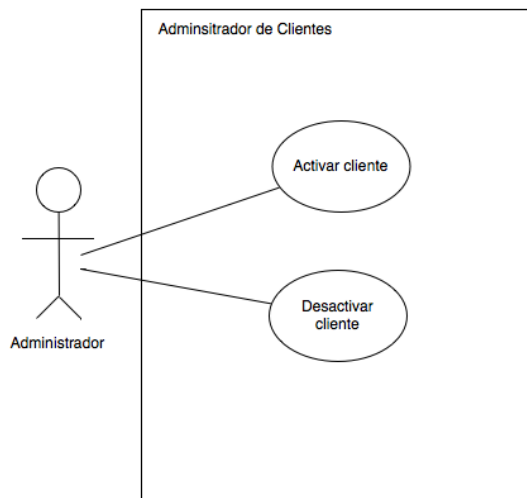 Adminsitrador de Clientes
Activar cliente
Desactivar
cliente
Administrador